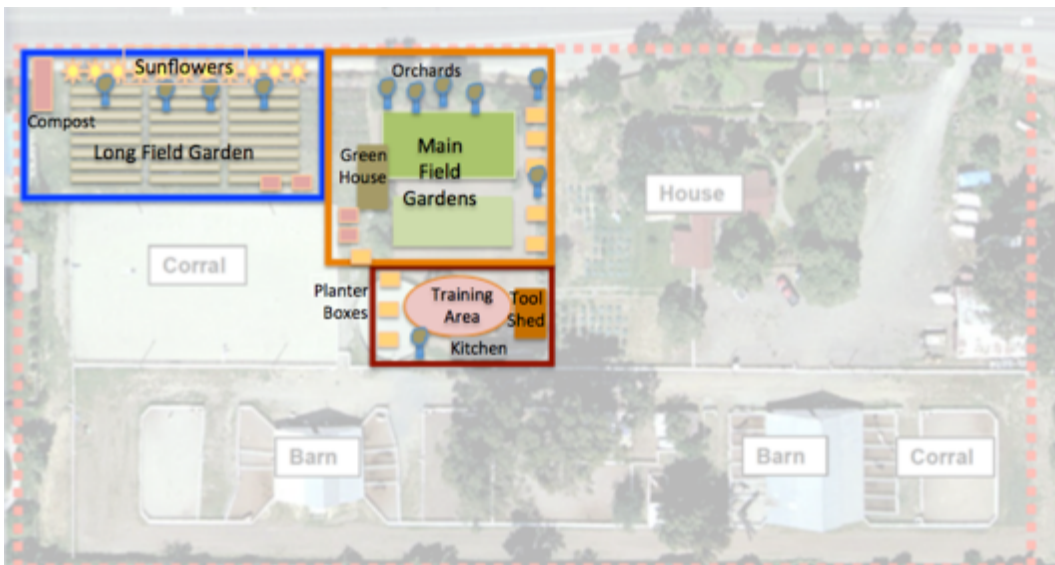 Sunflowers
Compost
Long Field Garden
Orchards
Main
Field
Green
House
Gardens
House
Corral
Planter
Boxes
Training
Area
Tool
Shed
Kitchen
Barn
Barn
Corral